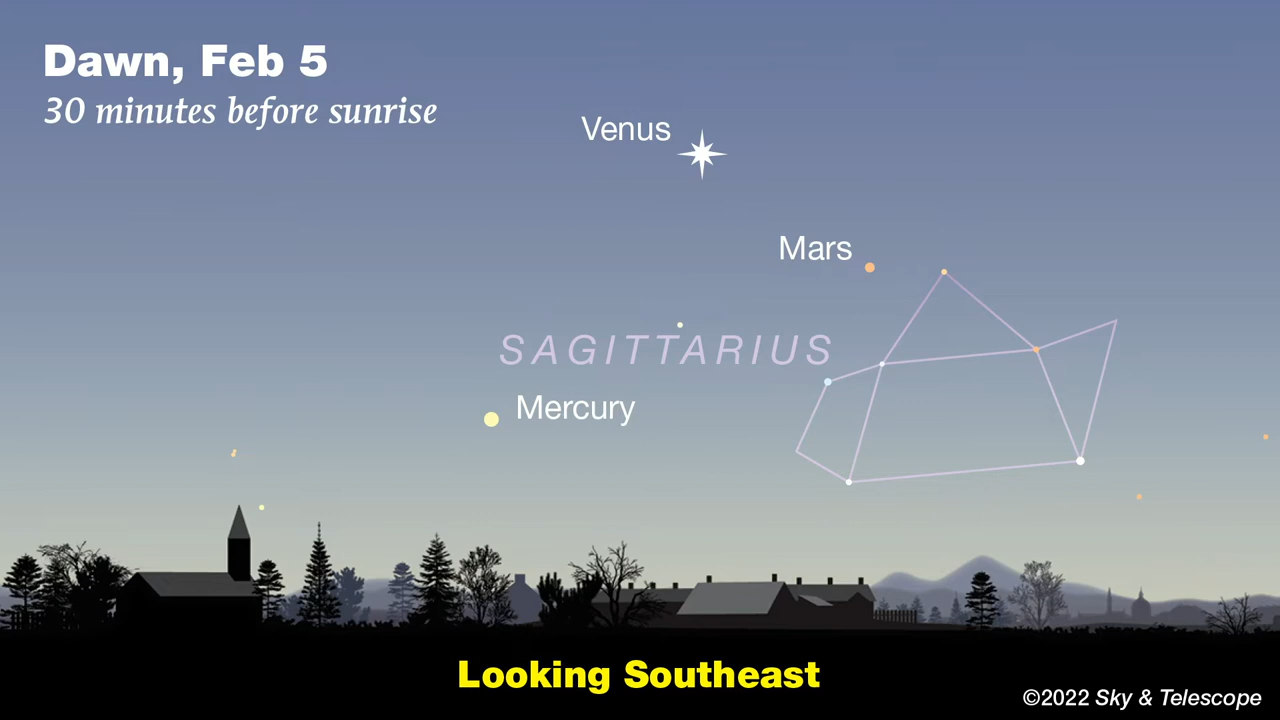 Dawn, Feb 5
30 minutes before sunrise
Venus
Mars
SAGITTARIUS
Mercury
Looking Southeast
©2022 Sky & Telescope